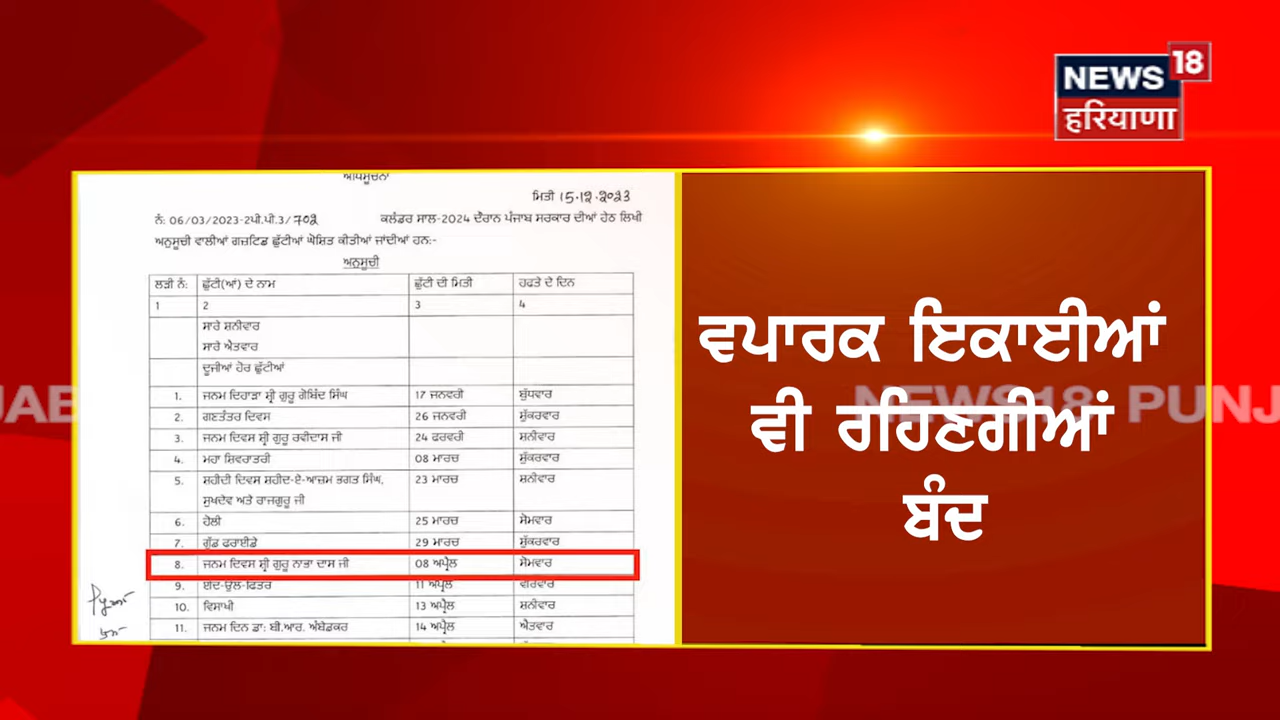 NEWS 18
हरियाणा
ਅਧਿਸੂਚਨਾ
ਮਿਤੀ 15.12.2023
ਨੰ: 06/03/2023-2ਪੀ.ਪੀ.3/702 ਕਲੰਡਰ ਸਾਲ-2024 ਦੌਰਾਨ ਪੰਜਾਬ ਸਰਕਾਰ ਦੀਆਂ ਹੇਠ ਲਿਖੀ
ਅਨੁਸੂਚੀ ਵਾਲੀਆਂ ਗਜ਼ਟਿਡ ਛੁੱਟੀਆਂ ਘੋਸ਼ਿਤ ਕੀਤੀਆਂ ਜਾਂਦੀਆਂ ਹਨ:-
ਅਨੁਸੂਚੀ
ਲੜੀ ਨੰ: ਛੁੱਟੀ(ਆਂ) ਦੇ ਨਾਮ ਛੁੱਟੀ ਦੀ ਮਿਤੀ ਹਫਤੇ ਦੇ ਦਿਨ
1 2 3 4
ਸਾਰੇ ਸ਼ਨੀਵਾਰ
ਸਾਰੇ ਐਤਵਾਰ
ਦੂਜੀਆਂ ਹੋਰ ਛੁੱਟੀਆਂ
1. ਜਨਮ ਦਿਹਾੜਾ ਸ਼੍ਰੀ ਗੁਰੂ ਗੋਬਿੰਦ ਸਿੰਘ 17 ਜਨਵਰੀ ਬੁੱਧਵਾਰ
2. ਗਣਤੰਤਰ ਦਿਵਸ 26 ਜਨਵਰੀ ਸ਼ੁੱਕਰਵਾਰ
3. ਜਨਮ ਦਿਵਸ ਸ਼੍ਰੀ ਗੁਰੂ ਰਵੀਦਾਸ ਜੀ 24 ਫਰਵਰੀ ਸ਼ਨੀਵਾਰ
4. ਮਹਾ ਸ਼ਿਵਰਾਤਰੀ 08 ਮਾਰਚ ਸ਼ੁੱਕਰਵਾਰ
5. ਸ਼ਹੀਦੀ ਦਿਵਸ ਸ਼ਹੀਦ-ਏ-ਆਜ਼ਮ ਭਗਤ ਸਿੰਘ, 23 ਮਾਰਚ ਸ਼ਨੀਵਾਰ
ਸੁਖਦੇਵ ਅਤੇ ਰਾਜਗੁਰੂ ਜੀ
6. ਹੋਲੀ 25 ਮਾਰਚ ਸੋਮਵਾਰ
7. ਗੁੱਡ ਫਰਾਈਡੇ 29 ਮਾਰਚ ਸ਼ੁੱਕਰਵਾਰ
8. ਜਨਮ ਦਿਵਸ ਸ਼੍ਰੀ ਗੁਰੂ ਨਾਭਾ ਦਾਸ ਜੀ 08 ਅਪ੍ਰੈਲ ਸੋਮਵਾਰ
9. ਈਦ-ਉਲ-ਫਿਤਰ 11 ਅਪ੍ਰੈਲ ਵੀਰਵਾਰ
10. ਵਿਸਾਖੀ 13 ਅਪ੍ਰੈਲ ਸ਼ਨੀਵਾਰ
11. ਜਨਮ ਦਿਨ ਡਾ: ਬੀ.ਆਰ. ਅੰਬੇਡਕਰ 14 ਅਪ੍ਰੈਲ ਐਤਵਾਰ
ਵਪਾਰਕ ਇਕਾਈਆਂ
ਵੀ ਰਹਿਣਗੀਆਂ
ਬੰਦ
NEWS18 PUNJ
JAB